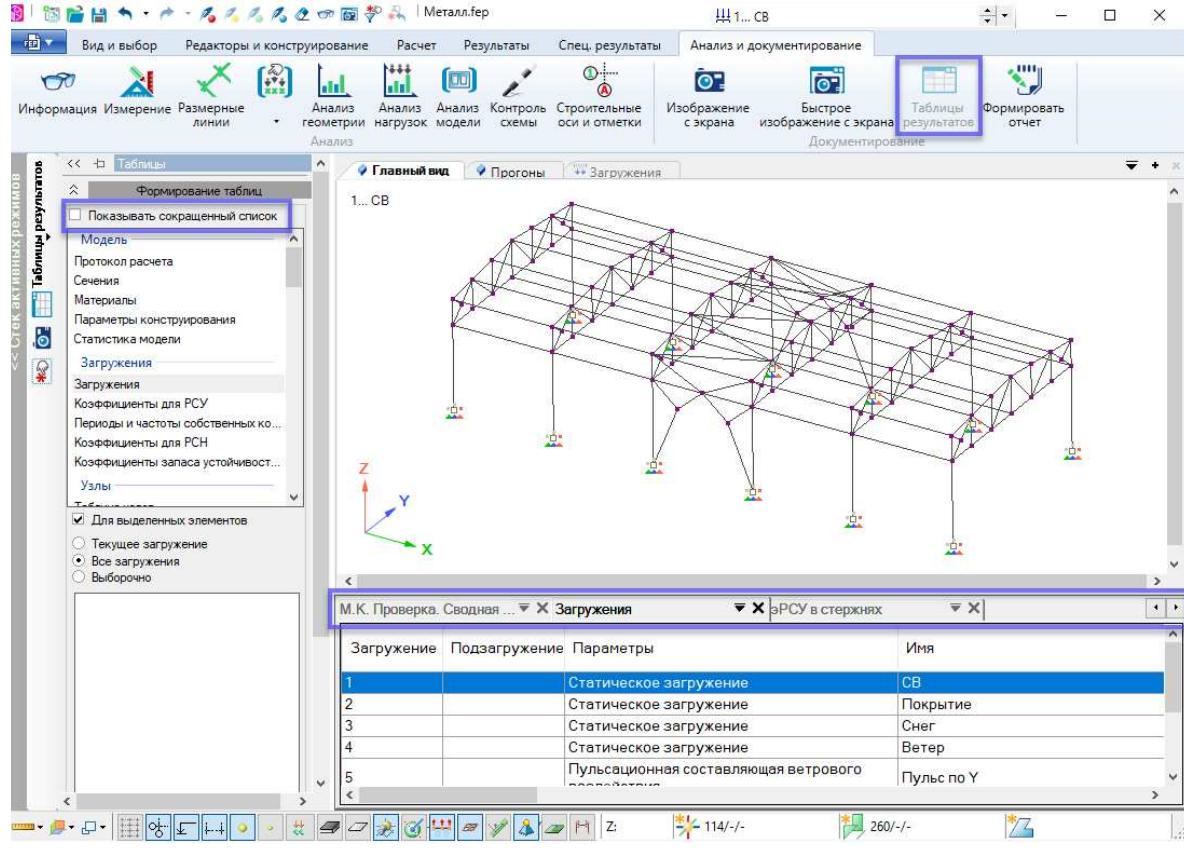 Металл.fep
1... СВ
FEP
Вид и выбор
Редакторы и конструирование
Расчет
Результаты
Спец. результаты
Анализ и документирование
Информация
Измерение
Размерные линии
Анализ геометрии
Анализ нагрузок
Анализ модели
Контроль схемы
Строительные оси и отметки
Изображение с экрана
Быстрое изображение с экрана
Таблицы результатов
Формировать отчет
Анализ
Документирование
<< Стек активных режимов
Таблицы результатов
<<
Таблицы
Формирование таблиц
Показывать сокращенный список
Модель
Протокол расчета
Сечения
Материалы
Параметры конструирования
Статистика модели
Загружения
Загружения
Коэффициенты для РСУ
Периоды и частоты собственных ко...
Коэффициенты для РСН
Коэффициенты запаса устойчивост...
Узлы
Для выделенных элементов
Текущее загружение
Все загружения
Выборочно
Главный вид
Прогоны
Загружения
1... СВ
Z
Y
X
М.К. Проверка. Сводная ...
Загружения
эРСУ в стержнях
Загружение Подзагружение Параметры Имя
1 Статическое загружение СВ
2 Статическое загружение Покрытие
3 Статическое загружение Снег
4 Статическое загружение Ветер
5 Пульсационная составляющая ветрового Пульс по Y
Z:
114/-/-
260/-/-